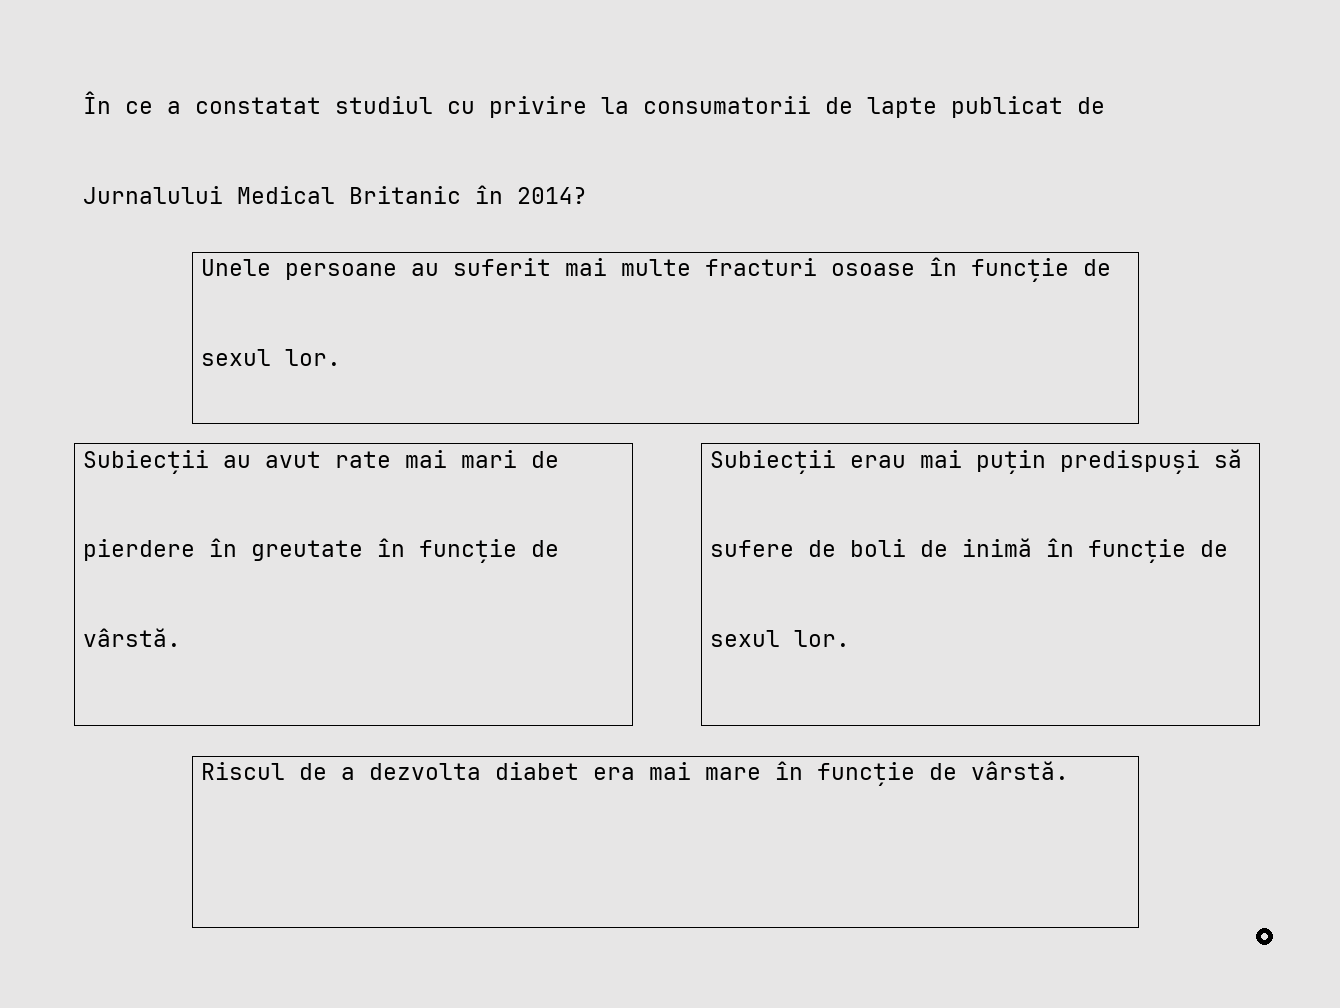 În ce a constatat studiul cu privire la consumatorii de lapte publicat de
Jurnalului Medical Britanic în 2014?
Unele persoane au suferit mai multe fracturi osoase în funcție de
sexul lor.
Subiecții au avut rate mai mari de
pierdere în greutate în funcție de
vârstă.
Subiecții erau mai puțin predispuși să
sufere de boli de inimă în funcție de
sexul lor.
Riscul de a dezvolta diabet era mai mare în funcție de vârstă.